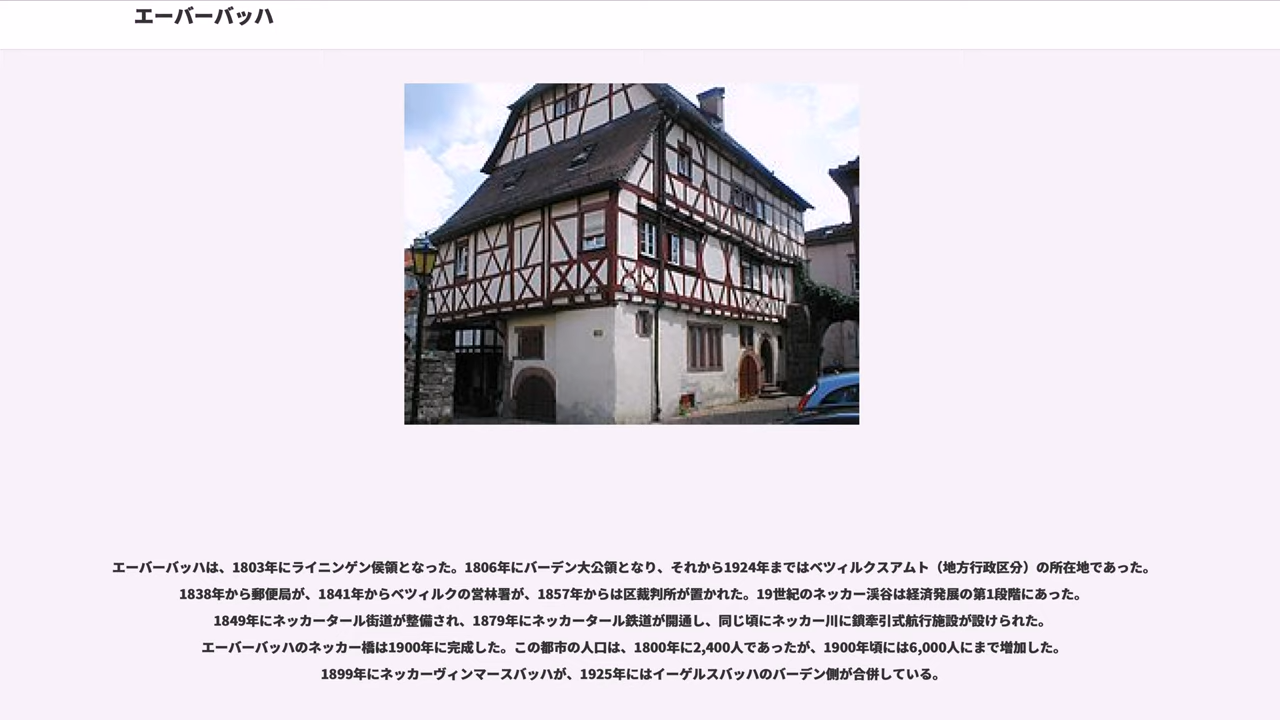 エーバーバッハ
エーバーバッハは、1803年にライニンゲン侯領となった。1806年にバーデン大公領となり、それから1924年まではベツィルクスアムト（地方行政区分）の所在地であった。
1838年から郵便局が、1841年からベツィルクの営林署が、1857年からは区裁判所が置かれた。19世紀のネッカー渓谷は経済発展の第1段階にあった。
1849年にネッカータール街道が整備され、1879年にネッカータール鉄道が開通し、同じ頃にネッカー川に鎖牽引式航行施設が設けられた。
エーバーバッハのネッカー橋は1900年に完成した。この都市の人口は、1800年に2,400人であったが、1900年頃には6,000人にまで増加した。
1899年にネッカーヴィンマースバッハが、1925年にはイーゲルスバッハのバーデン側が合併している。